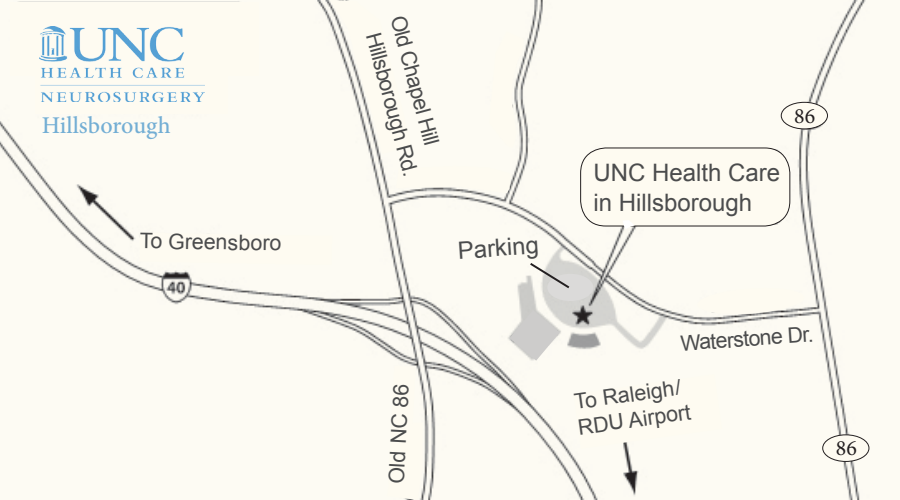 UNC
HEALTH CARE
NEUROSURGERY
Hillsborough
Old Chapel Hill
Hillsborough Rd.
86
UNC Health Care
in Hillsborough
To Greensboro
Parking
40
Waterstone Dr.
To Raleigh/
RDU Airport
Old NC 86
86